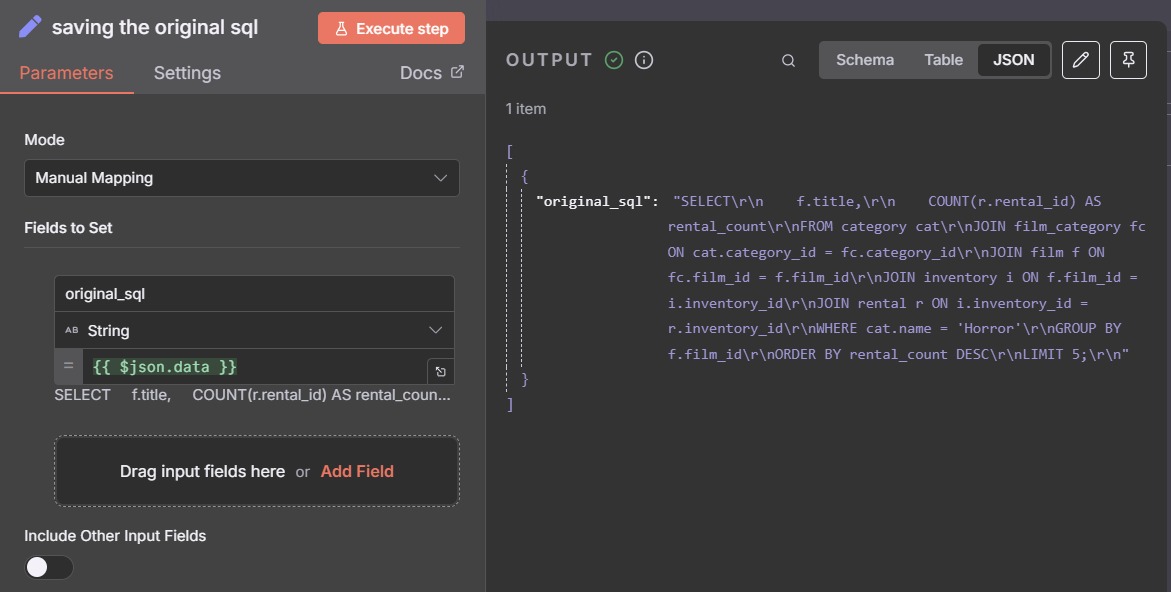 saving the original sql
Execute step
Parameters
Settings
Docs
Mode
Manual Mapping
Fields to Set
original_sql
AB String
= {{ $json.data }}
SELECT f.title, COUNT(r.rental_id) AS rental_coun...
Drag input fields here or Add Field
Include Other Input Fields
OUTPUT
Schema
Table
JSON
1 item
[
{
"original_sql": "SELECT\r\n    f.title,\r\n    COUNT(r.rental_id) AS
rental_count\r\nFROM category cat\r\nJOIN film_category fc
ON cat.category_id = fc.category_id\r\nJOIN film f ON
fc.film_id = f.film_id\r\nJOIN inventory i ON f.film_id =
i.inventory_id\r\nJOIN rental r ON i.inventory_id =
r.inventory_id\r\nWHERE cat.name = 'Horror'\r\nGROUP BY
f.film_id\r\nORDER BY rental_count DESC\r\nLIMIT 5;\r\n"
}
]